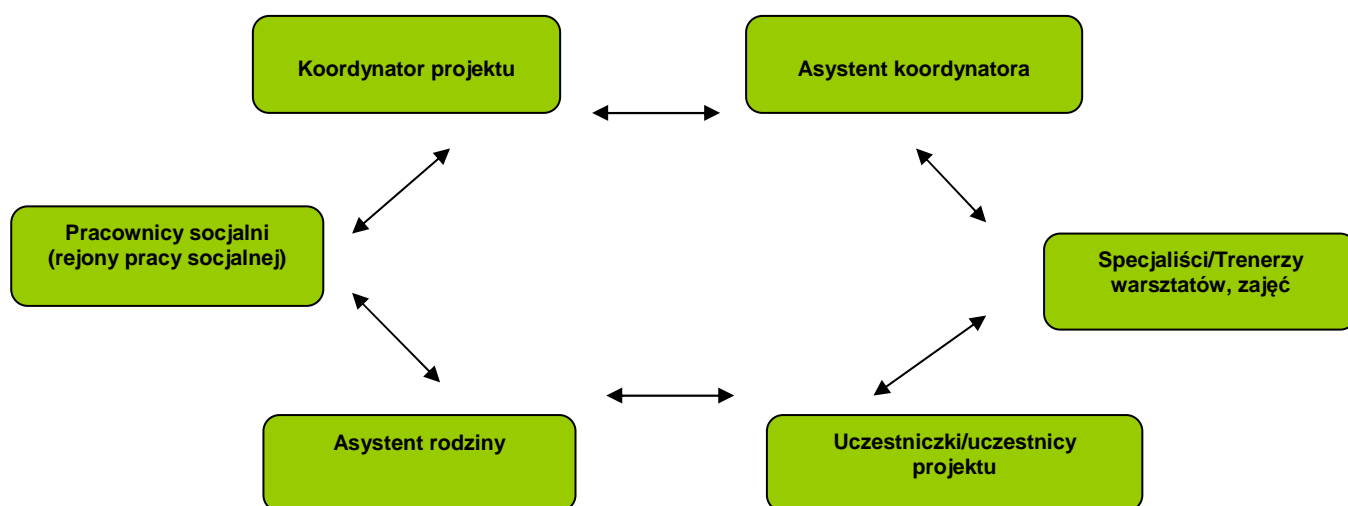 Koordynator projektu
Asystent koordynatora
Pracownicy socjalni
(rejony pracy socjalnej)
Specjaliści/Trenerzy
warsztatów, zajęć
Asystent rodziny
Uczestniczki/uczestnicy
projektu